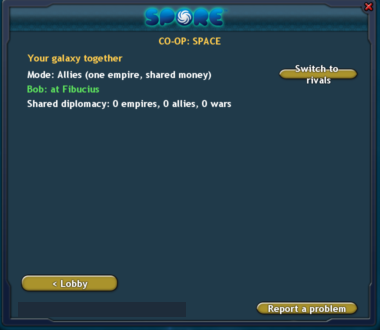 SPORE
CO-OP: SPACE
Your galaxy together
Mode: Allies (one empire, shared money)
Switch to
rivals
Bob: at Fibucius
Shared diplomacy: 0 empires, 0 allies, 0 wars
< Lobby
Report a problem